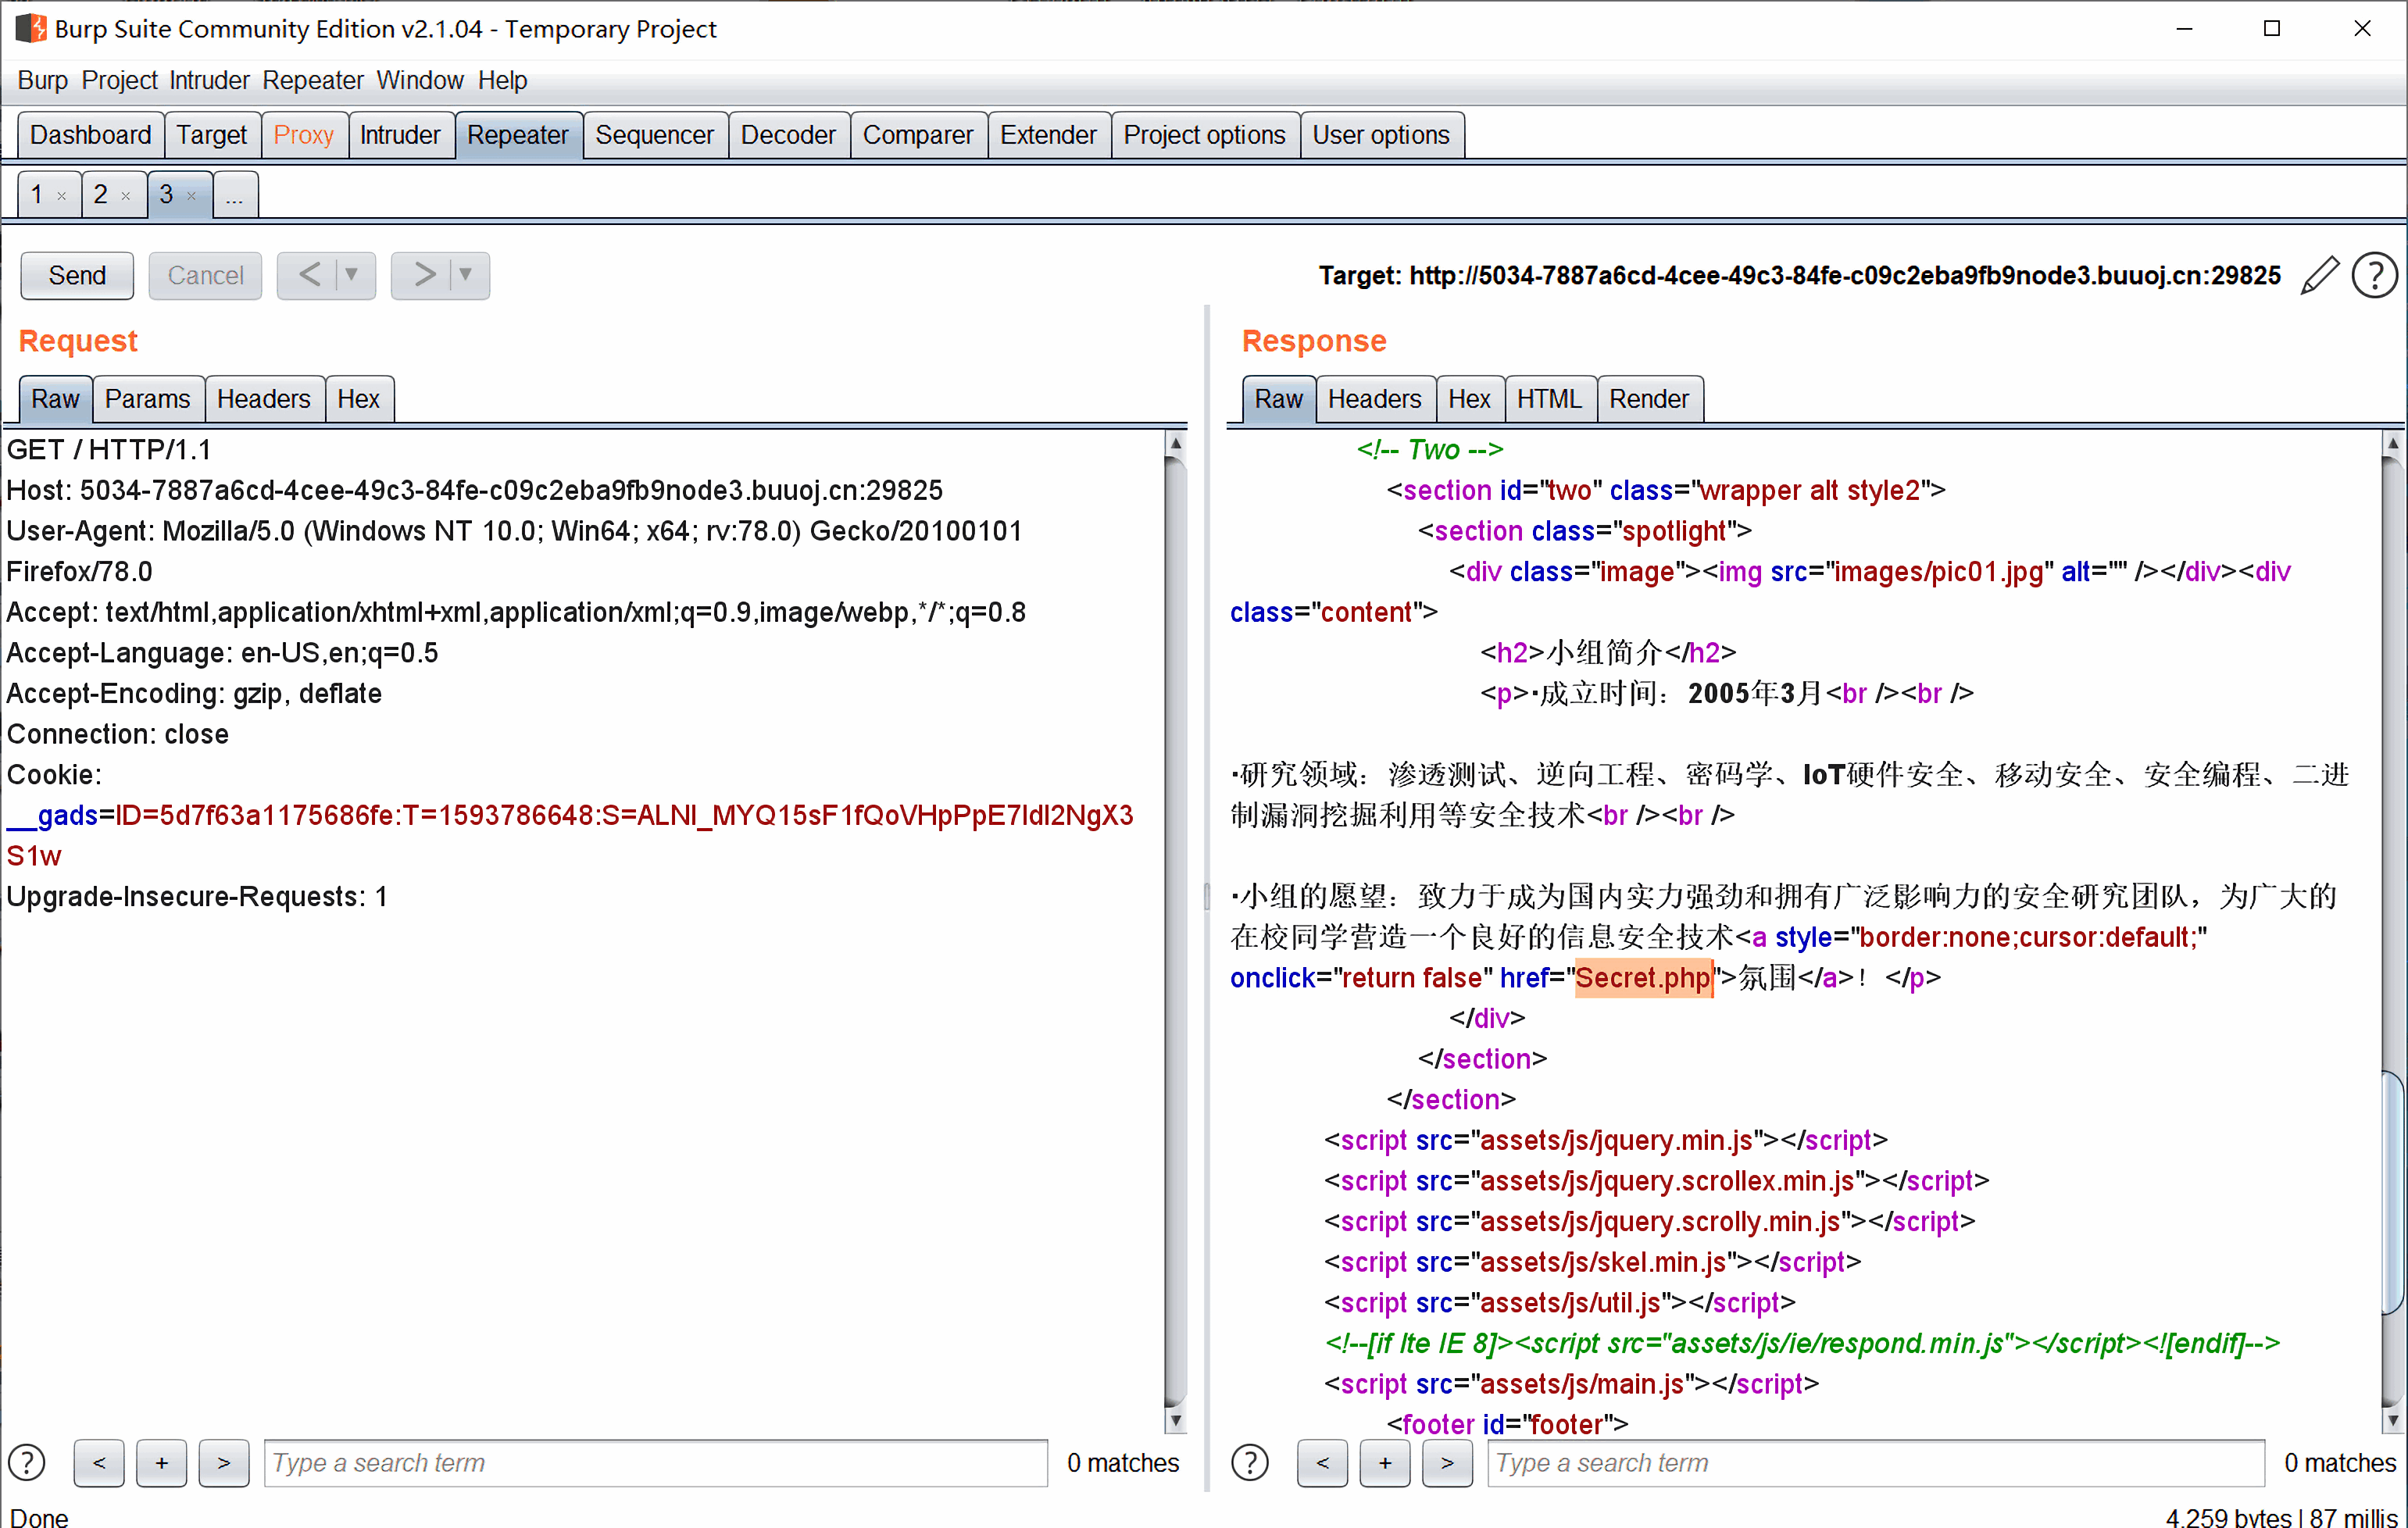 Burp Suite Community Edition v2.1.04 - Temporary Project
Burp Project Intruder Repeater Window Help
Dashboard Target Proxy Intruder Repeater Sequencer Decoder Comparer Extender Project options User options
1 × 2 × 3 × ...
Send Cancel < ▼ > ▼ Target: http://5034-7887a6cd-4cee-49c3-84fe-c09c2eba9fb9node3.buuoj.cn:29825 ?
Request
Raw Params Headers Hex
GET / HTTP/1.1
Host: 5034-7887a6cd-4cee-49c3-84fe-c09c2eba9fb9node3.buuoj.cn:29825
User-Agent: Mozilla/5.0 (Windows NT 10.0; Win64; x64; rv:78.0) Gecko/20100101
Firefox/78.0
Accept: text/html,application/xhtml+xml,application/xml;q=0.9,image/webp,*/*;q=0.8
Accept-Language: en-US,en;q=0.5
Accept-Encoding: gzip, deflate
Connection: close
Cookie:
__gads=ID=5d7f63a1175686fe:T=1593786648:S=ALNI_MYQ15sF1fQoVHpPpE7IdI2NgX3
S1w
Upgrade-Insecure-Requests: 1
? < + > Type a search term 0 matches
Response
Raw Headers Hex HTML Render
<!-- Two -->
<section id="two" class="wrapper alt style2">
<section class="spotlight">
<div class="image"><img src="images/pic01.jpg" alt="" /></div><div
class="content">
<h2>小组简介</h2>
<p>·成立时间：2005年3月<br /><br />
·研究领域：渗透测试、逆向工程、密码学、IoT硬件安全、移动安全、安全编程、二进
制漏洞挖掘利用等安全技术<br /><br />
·小组的愿望：致力于成为国内实力强劲和拥有广泛影响力的安全研究团队，为广大的
在校同学营造一个良好的信息安全技术<a style="border:none;cursor:default;"
onclick="return false" href="Secret.php">氛围</a>！</p>
</div>
</section>
</section>
<script src="assets/js/jquery.min.js"></script>
<script src="assets/js/jquery.scrollex.min.js"></script>
<script src="assets/js/jquery.scrolly.min.js"></script>
<script src="assets/js/skel.min.js"></script>
<script src="assets/js/util.js"></script>
<!--[if lte IE 8]><script src="assets/js/ie/respond.min.js"></script><![endif]-->
<script src="assets/js/main.js"></script>
<footer id="footer">
? < + > Type a search term 0 matches
Done 4,259 bytes | 87 millis